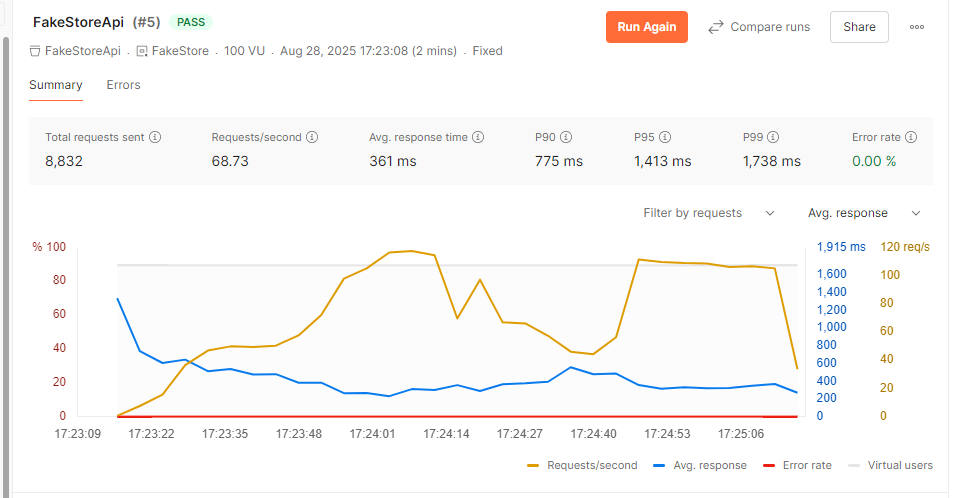 FakeStoreApi (#5) PASS
Run Again
Compare runs
Share
FakeStoreApi . FakeStore . 100 VU . Aug 28, 2025 17:23:08 (2 mins) . Fixed
Summary Errors
Total requests sent Requests/second Avg. response time P90 P95 P99 Error rate
8,832 68.73 361 ms 775 ms 1,413 ms 1,738 ms 0.00 %
Filter by requests Avg. response
% 100 1,915 ms 120 req/s
80
60
40
20
0
1,600
1,400
1,200
1,000
800
600
400
200
0
100
80
60
40
20
0
17:23:09 17:23:22 17:23:35 17:23:48 17:24:01 17:24:14 17:24:27 17:24:40 17:24:53 17:25:06
Requests/second Avg. response Error rate Virtual users